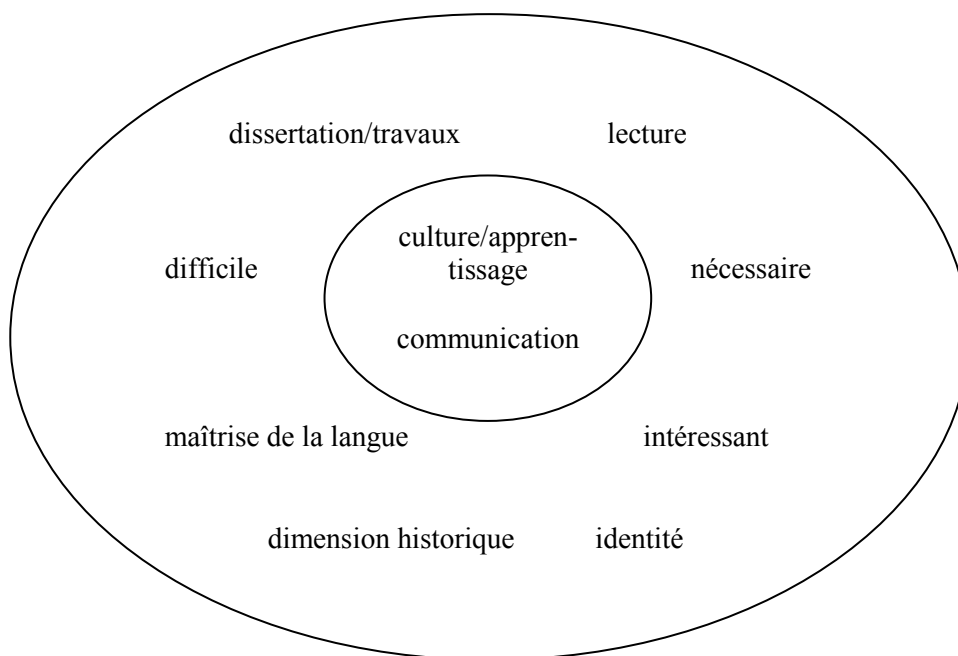 dissertation/travaux
lecture
culture/appren-
tissage
difficile
nécessaire
communication
maîtrise de la langue
intéressant
dimension historique
identité